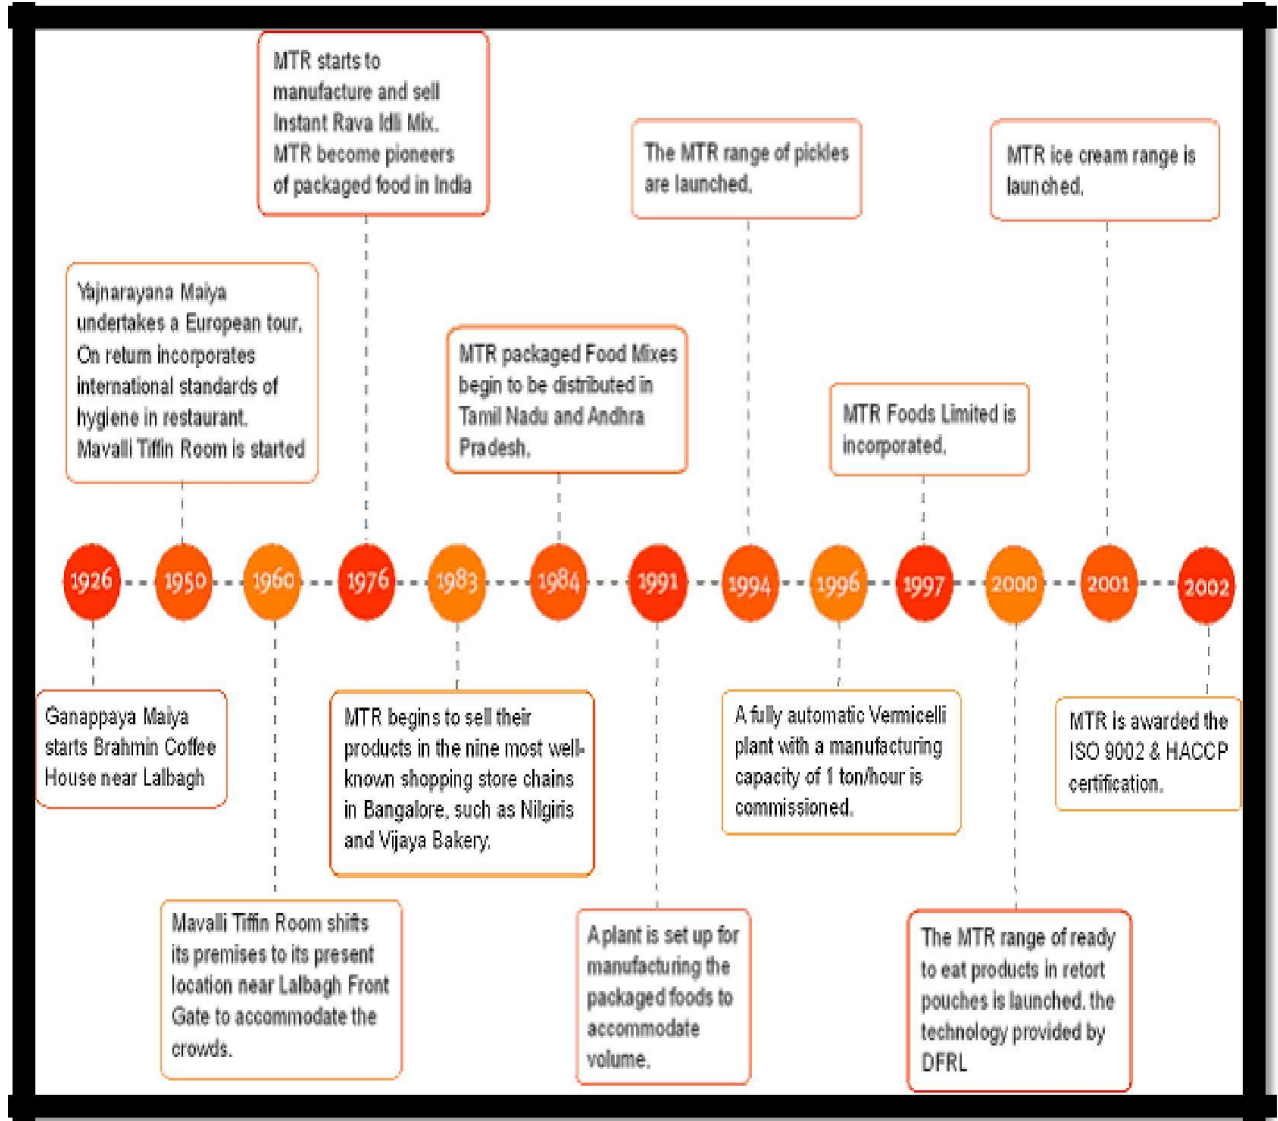 MTR starts to
manufacture and sell
Instant Rava Idli Mix.
MTR become pioneers
of packaged food in India
The MTR range of pickles
are launched.
MTR ice cream range is
launched.
Yajnarayana Maiya
undertakes a European tour.
On return incorporates
international standards of
hygiene in restaurant.
Mavalli Tiffin Room is started
MTR packaged Food Mixes
begin to be distributed in
Tamil Nadu and Andhra
Pradesh.
MTR Foods Limited is
incorporated.
1926
1950
1960
1976
1983
1984
1991
1994
1996
1997
2000
2001
2002
Ganappaya Maiya
starts Brahmin Coffee
House near Lalbagh
MTR begins to sell their
products in the nine most well-
known shopping store chains
in Bangalore, such as Nilgiris
and Vijaya Bakery.
A fully automatic Vermicelli
plant with a manufacturing
capacity of 1 ton/hour is
commissioned.
MTR is awarded the
ISO 9002 & HACCP
certification.
Mavalli Tiffin Room shifts
its premises to its present
location near Lalbagh Front
Gate to accommodate the
crowds.
A plant is set up for
manufacturing the
packaged foods to
accommodate
volume.
The MTR range of ready
to eat products in retort
pouches is launched. the
technology provided by
DFRL